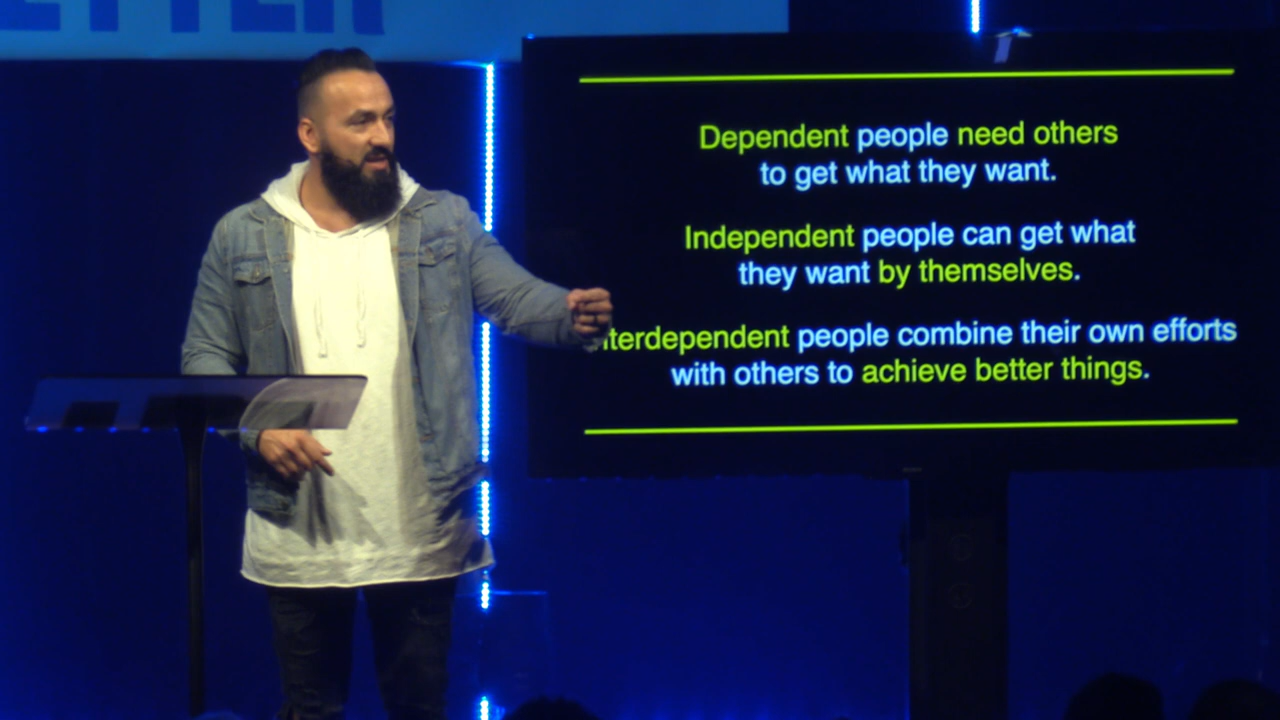 Dependent people need others
to get what they want.
Independent people can get what
they want by themselves.
nterdependent people combine their own efforts
with others to achieve better things.